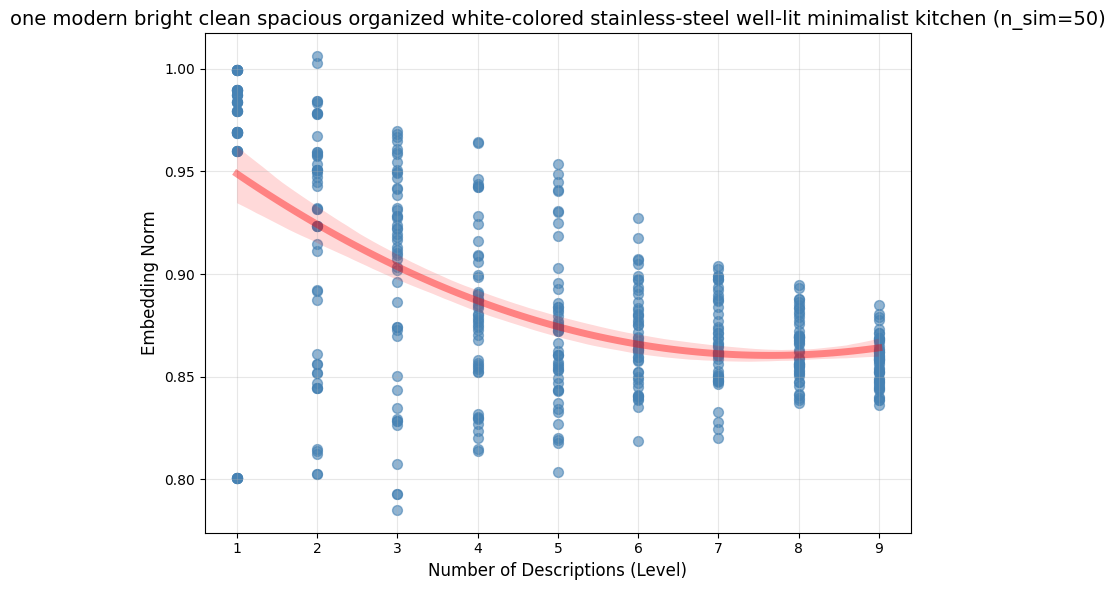 one modern bright clean spacious organized white-colored stainless-steel well-lit minimalist kitchen (n_sim=50)
1.00
0.95
0.90
0.85
0.80
Embedding Norm
1 2 3 4 5 6 7 8 9
Number of Descriptions (Level)